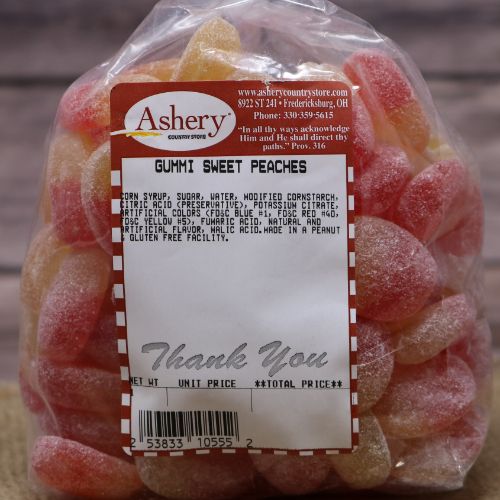 Ashery
COUNTRY STORE
www.asherycountrystore.com
8922 ST 241 • Fredericksburg, OH
Phone: 330·359·5615
"In all thy ways acknowledge
Him and He shall direct thy
paths." Prov. 316
GUMMI SWEET PEACHES
CORN SYRUP, SUGAR, WATER, MODIFIED CORNSTARCH,
CITRIC ACID (PRESERVATIVE), POTASSIUM CITRATE,
ARTIFICIAL COLORS (FD&C BLUE #1, FD&C RED #40,
FD&C YELLOW #5), FUMARIC ACID, NATURAL AND
ARTIFICIAL FLAVOR, MALIC ACID.MADE IN A PEANUT
& GLUTEN FREE FACILITY.
Thank You
NET WT UNIT PRICE **TOTAL PRICE**
2 53833 10555 2